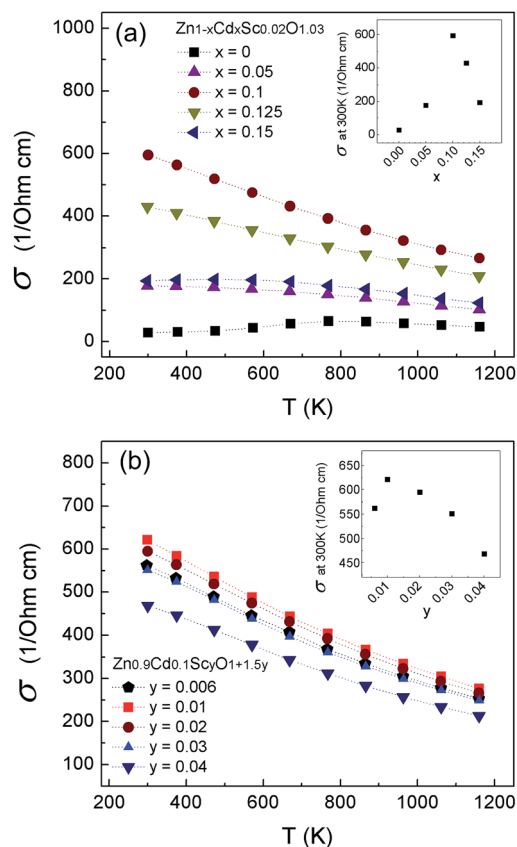 (a)
Zn1-xCdxSc0.02O1.03
x = 0
x = 0.05
x = 0.1
x = 0.125
x = 0.15
1000
800
600
400
200
0
σ (1/Ohm cm)
200 400 600 800 1000 1200
T (K)
600
400
200
0
σ at 300K (1/Ohm cm)
0.00 0.05 0.10 0.15
x
(b)
800
700
600
500
400
300
200
100
σ (1/Ohm cm)
Zn0.9Cd0.1ScyO1+1.5y
y = 0.006
y = 0.01
y = 0.02
y = 0.03
y = 0.04
200 400 600 800 1000 1200
T (K)
650
600
550
500
450
σ at 300K (1/Ohm cm)
0.01 0.02 0.03 0.04
y